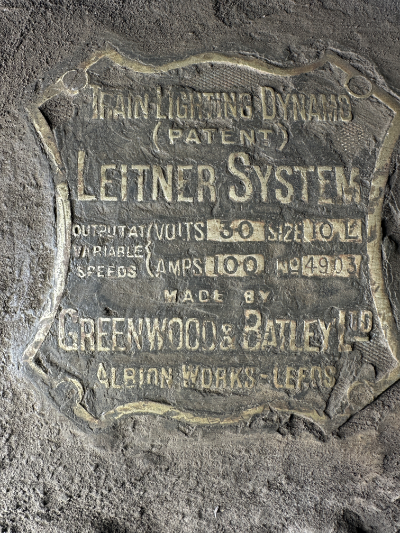 TRAIN LIGHTING DYNAMO
(PATENT)
LEITNER SYSTEM
OUTPUT AT VARIABLE SPEEDS
VOLTS 30 SIZE 10 L
AMPS 100 No 4903
MADE BY
GREENWOOD & BATLEY LTD
ALBION WORKS-LEEDS